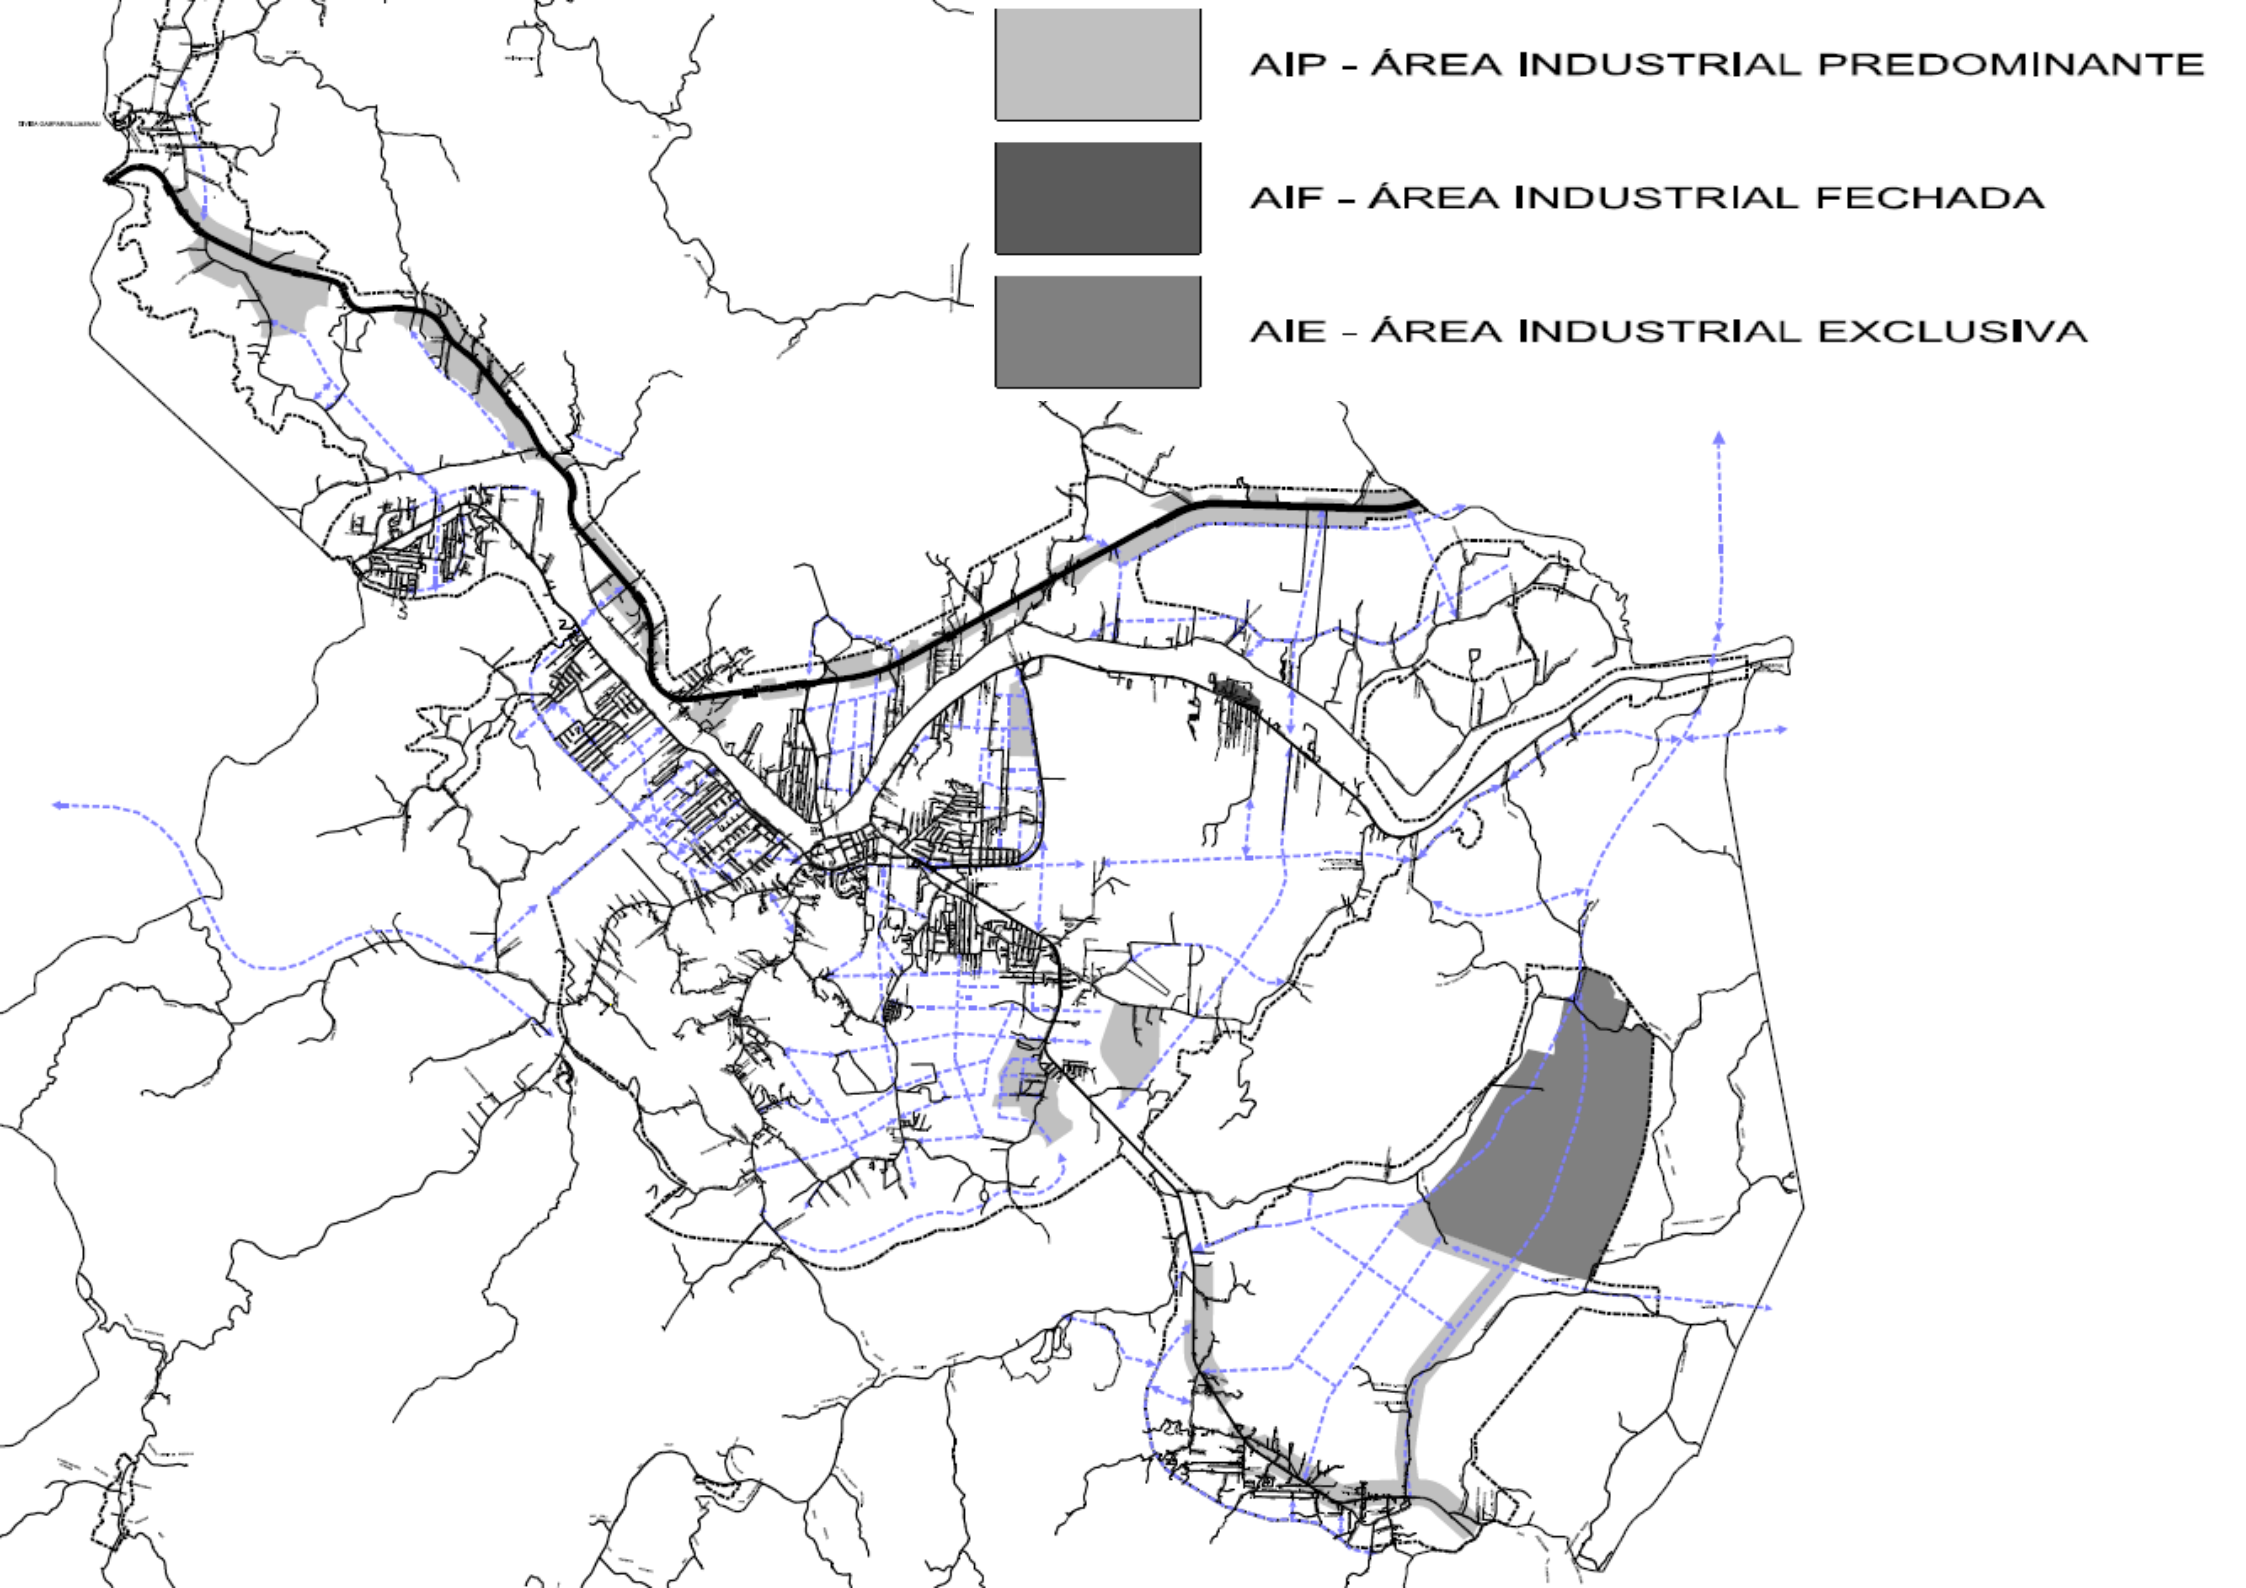 AIP - ÁREA INDUSTRIAL PREDOMINANTE
AIF - ÁREA INDUSTRIAL FECHADA
AIE - ÁREA INDUSTRIAL EXCLUSIVA